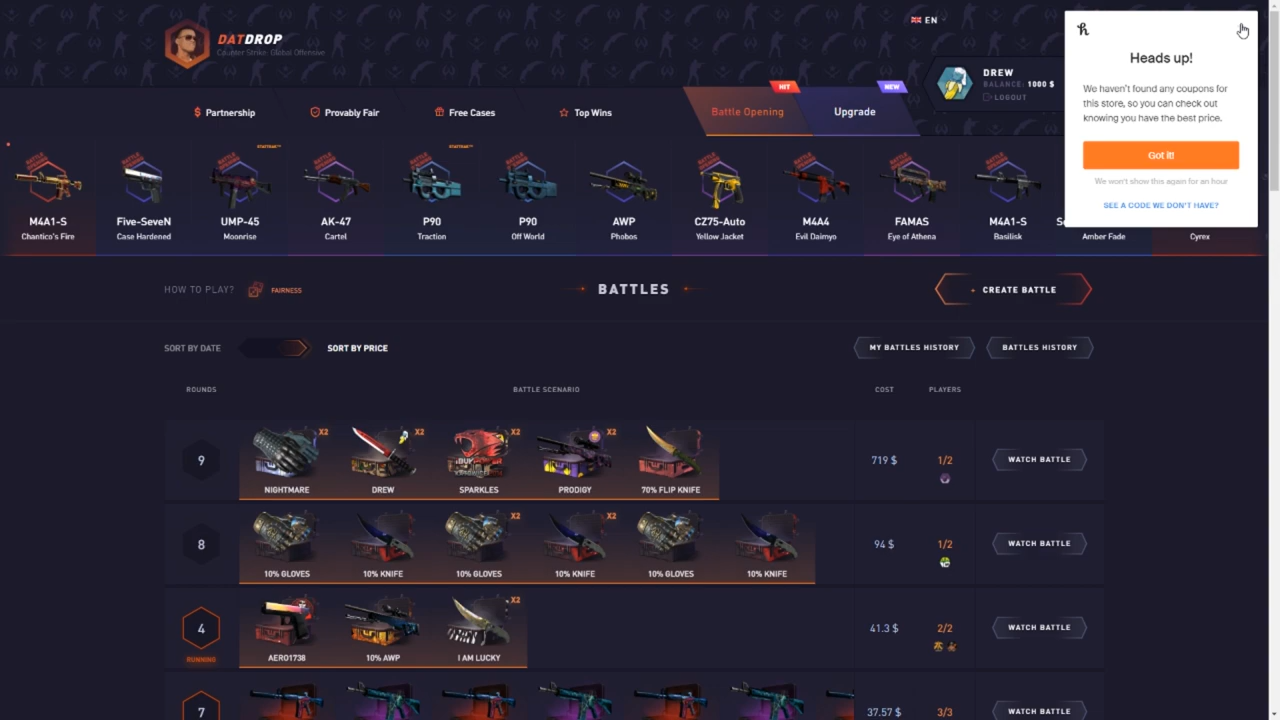 EN
DATDROP
Counter Strike: Global Offensive
Heads up!
We haven't found any coupons for
this store, so you can check out
knowing you have the best price.
Got it!
We won't show this again for an hour
SEE A CODE WE DON'T HAVE?
DREW
BALANCE: 1000 $
LOGOUT
HIT
NEW
Partnership
Provably Fair
Free Cases
Top Wins
Battle Opening
Upgrade
STATTRAK™
STATTRAK™
M4A1-S
Chantico's Fire
Five-SeveN
Case Hardened
UMP-45
Moonrise
AK-47
Cartel
P90
Traction
P90
Off World
AWP
Phobos
CZ75-Auto
Yellow Jacket
M4A4
Evil Daimyo
FAMAS
Eye of Athena
M4A1-S
Basilisk
Amber Fade
Cyrex
HOW TO PLAY?
FAIRNESS
BATTLES
+ CREATE BATTLE
SORT BY DATE
SORT BY PRICE
MY BATTLES HISTORY
BATTLES HISTORY
ROUNDS
BATTLE SCENARIO
COST
PLAYERS
9
X2
X2
X2
X2
NIGHTMARE
DREW
SPARKLES
PRODIGY
70% FLIP KNIFE
719 $
1/2
WATCH BATTLE
8
X2
X2
10% GLOVES
10% KNIFE
10% GLOVES
10% KNIFE
10% GLOVES
10% KNIFE
94 $
1/2
WATCH BATTLE
4
RUNNING
X2
AERO1738
10% AWP
I AM LUCKY
41.3 $
2/2
WATCH BATTLE
7
37.57 $
3/3
WATCH BATTLE